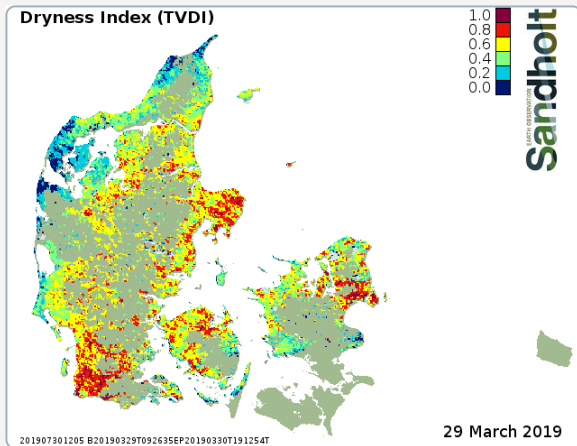 Dryness Index (TVDI)
1.0
0.8
0.6
0.4
0.2
0.0
Sandholt
EARTH OBSERVATION
29 March 2019
201907301205 B20190329T092635EP20190330T191254T